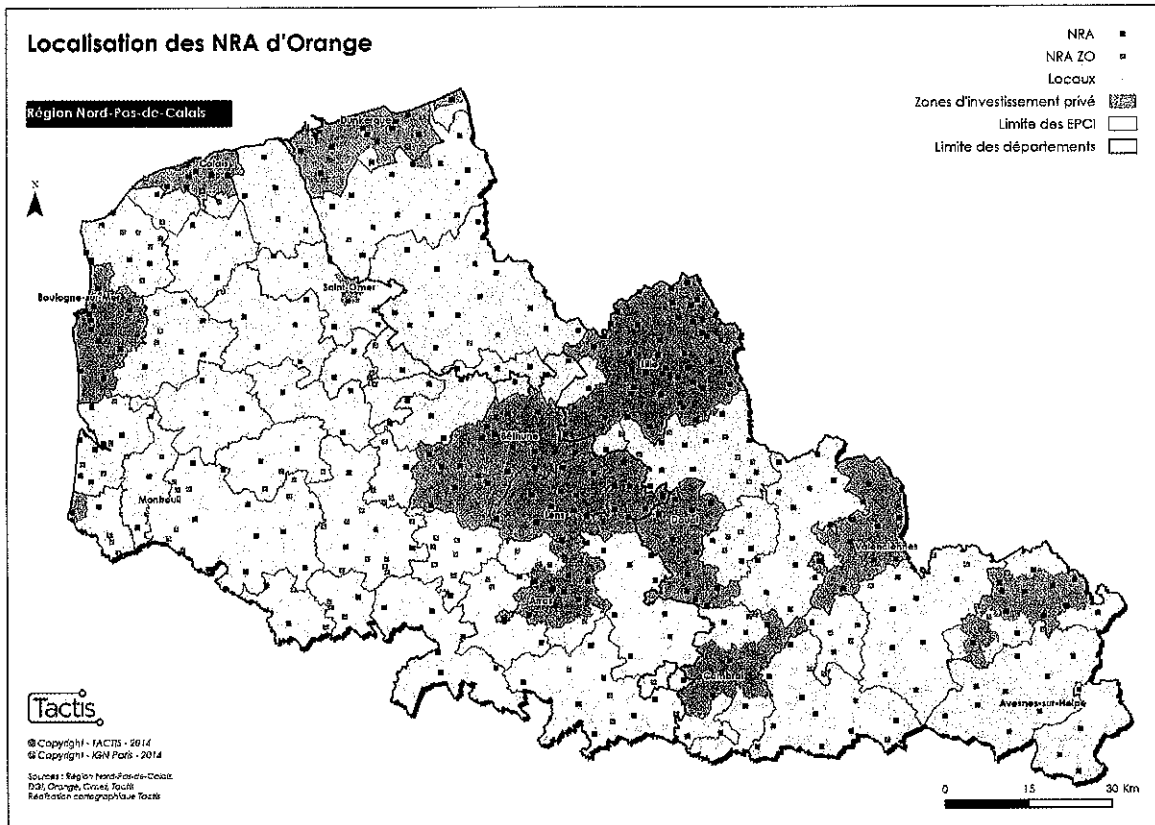 Localisation des NRA d'Orange
Région Nord-Pas-de-Calais
NRA
NRA ZO
Locaux
Zones d'investissement privé
Limite des EPCI
Limite des départements
N
Calais
Saint-Omer
Boulogne-sur-Mer
Lille
Béthune
Lens
Montreuil
Douai
Valenciennes
Cambrai
Avesnes-sur-Helpe
Tactis
© Copyright - TACTIS - 2014
© Copyright - IGN Paris - 2014
Sources : Région Nord-Pas-de-Calais,
DGI, Orange, Tactis
Réalisation cartographique Tactis
0 15 30 Km